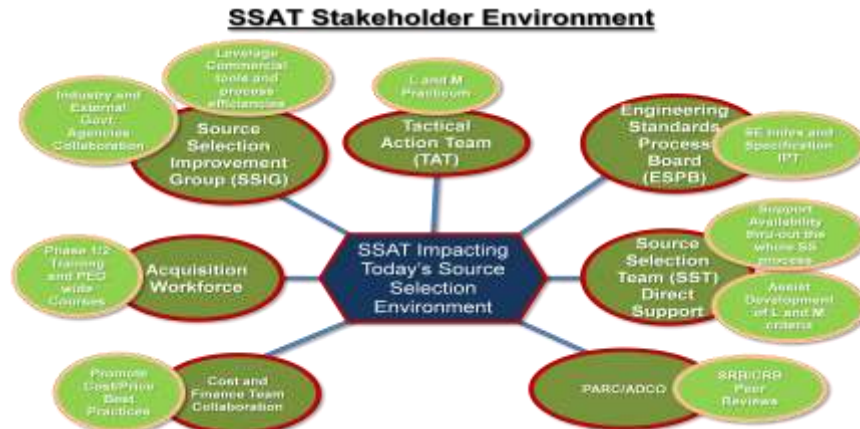 SSAT Stakeholder Environment
Leverage
Commercial
tools and
process
efficiencies
Industry and
External
Govt.
Agencies
Collaboration
Source
Selection
Improvement
Group (SSIG)
L and M
Practicum
Tactical
Action Team
(TAT)
Engineering
Standards
Process
Board
(ESPB)
SE Index and
Specification
IPT
Phase 1/2
Training
and PEO
wide
Courses
Acquisition
Workforce
SSAT Impacting
Today's Source
Selection
Environment
Support
Availability
thru-out the
whole SS
process
Source
Selection
Team (SST)
Direct
Support
Assist
Development
of L and M
criteria
Promote
Cost/Price
Best
Practices
Cost and
Finance Team
Collaboration
PARC/ADCO
SRB/CRB
Peer
Reviews